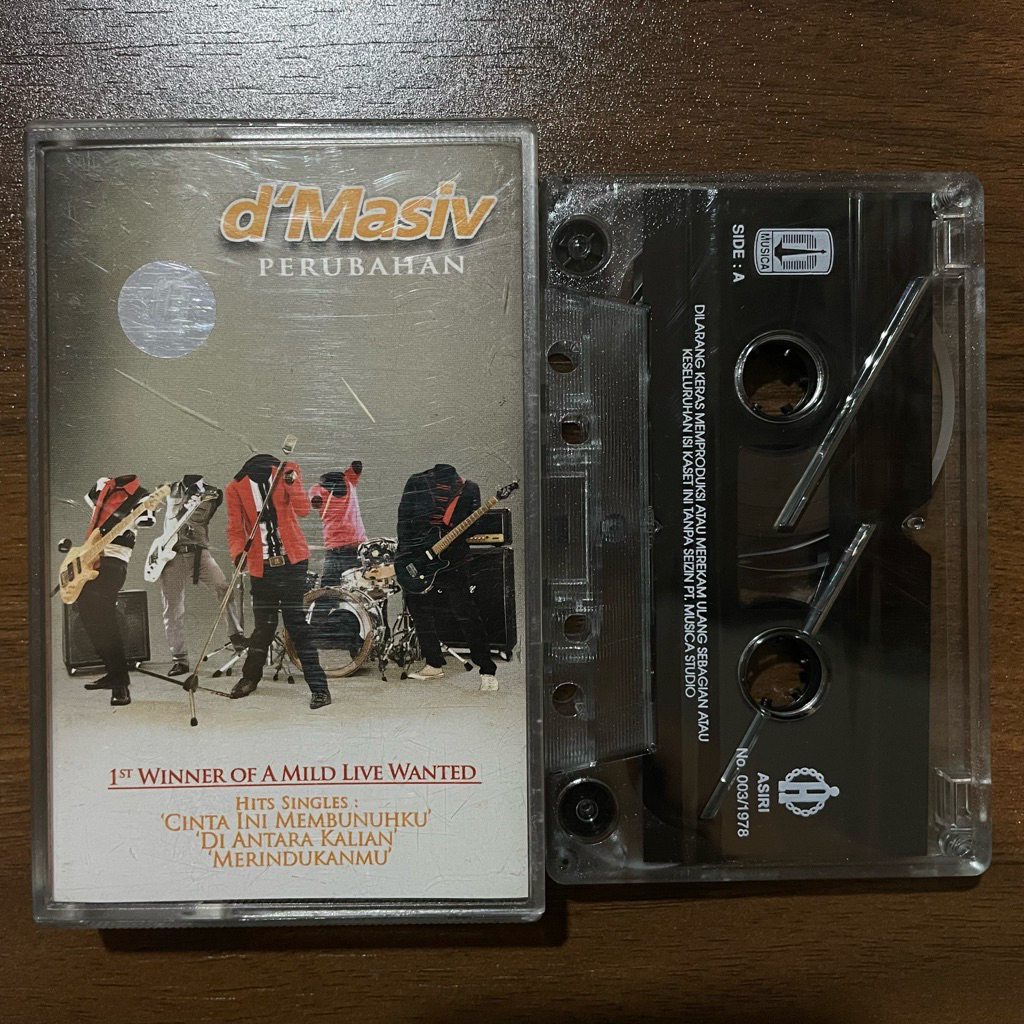 d'Masiv
PERUBAHAN
1ST WINNER OF A MILD LIVE WANTED
HITS SINGLES :
'CINTA INI MEMBUNUHKU'
'DI ANTARA KALIAN'
'MERINDUKANMU'
MUSICA
SIDE : A
DILARANG KERAS MEMPRODUKSI ATAU MEREKAM ULANG SEBAGIAN ATAU
KESELURUHAN ISI KASET INI TANPA SEIZIN PT. MUSICA STUDIO
ASIRI
No. 003/1978